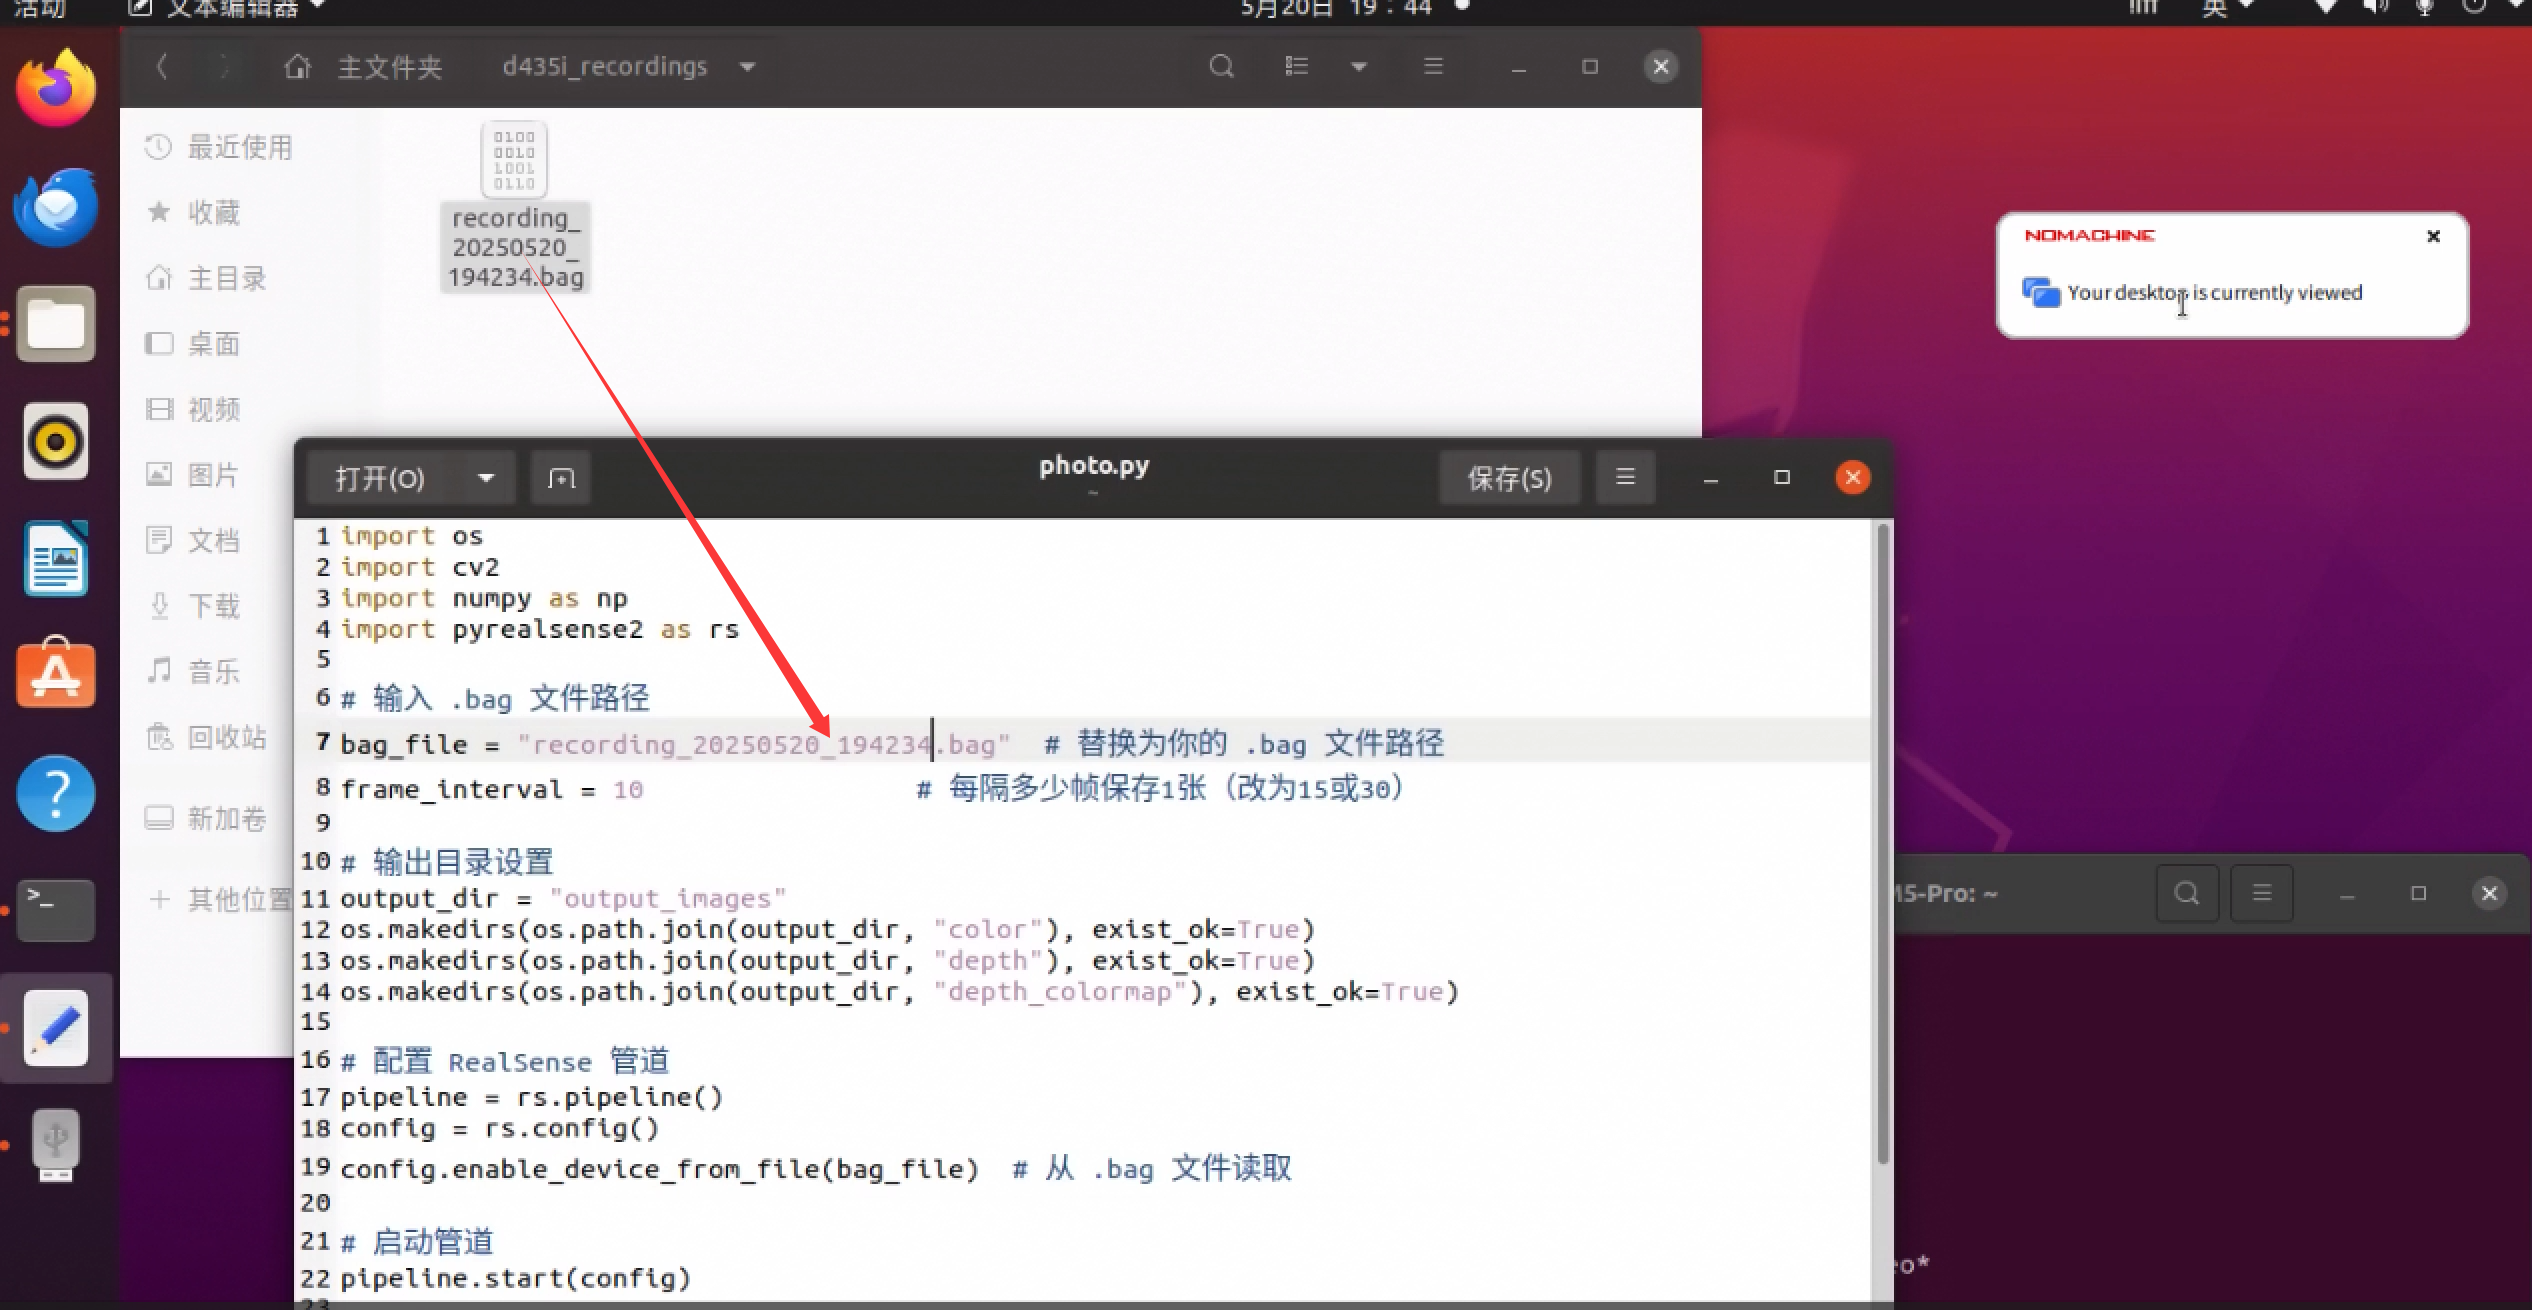 活动
文本编辑器
5月20日 19：44
英
主文件夹
d435i_recordings
最近使用
收藏
主目录
桌面
视频
图片
文档
下载
音乐
回收站
新加卷
其他位置
0100
0010
1001
0110
recording_
20250520_
194234.bag
NOMACHINE
Your desktop is currently viewed
打开(O)
photo.py
~
保存(S)
1 import os
2 import cv2
3 import numpy as np
4 import pyrealsense2 as rs
5
6 # 输入 .bag 文件路径
7 bag_file = "recording_20250520_194234.bag"  # 替换为你的 .bag 文件路径
8 frame_interval = 10                 # 每隔多少帧保存1张（改为15或30）
9
10 # 输出目录设置
11 output_dir = "output_images"
12 os.makedirs(os.path.join(output_dir, "color"), exist_ok=True)
13 os.makedirs(os.path.join(output_dir, "depth"), exist_ok=True)
14 os.makedirs(os.path.join(output_dir, "depth_colormap"), exist_ok=True)
15
16 # 配置 RealSense 管道
17 pipeline = rs.pipeline()
18 config = rs.config()
19 config.enable_device_from_file(bag_file)  # 从 .bag 文件读取
20
21 # 启动管道
22 pipeline.start(config)
23
M5-Pro: ~
eo*